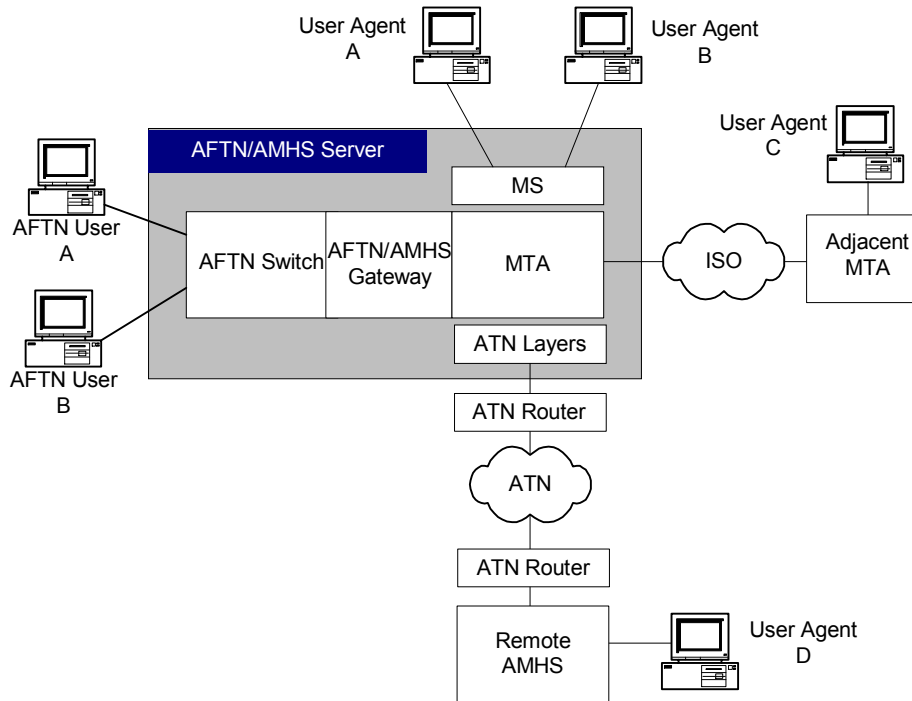 User Agent
A
User Agent
B
User Agent
C
AFTN/AMHS Server
MS
AFTN User
A
AFTN Switch
AFTN/AMHS
Gateway
MTA
ISO
Adjacent
MTA
AFTN User
B
ATN Layers
ATN Router
ATN
ATN Router
Remote
AMHS
User Agent
D